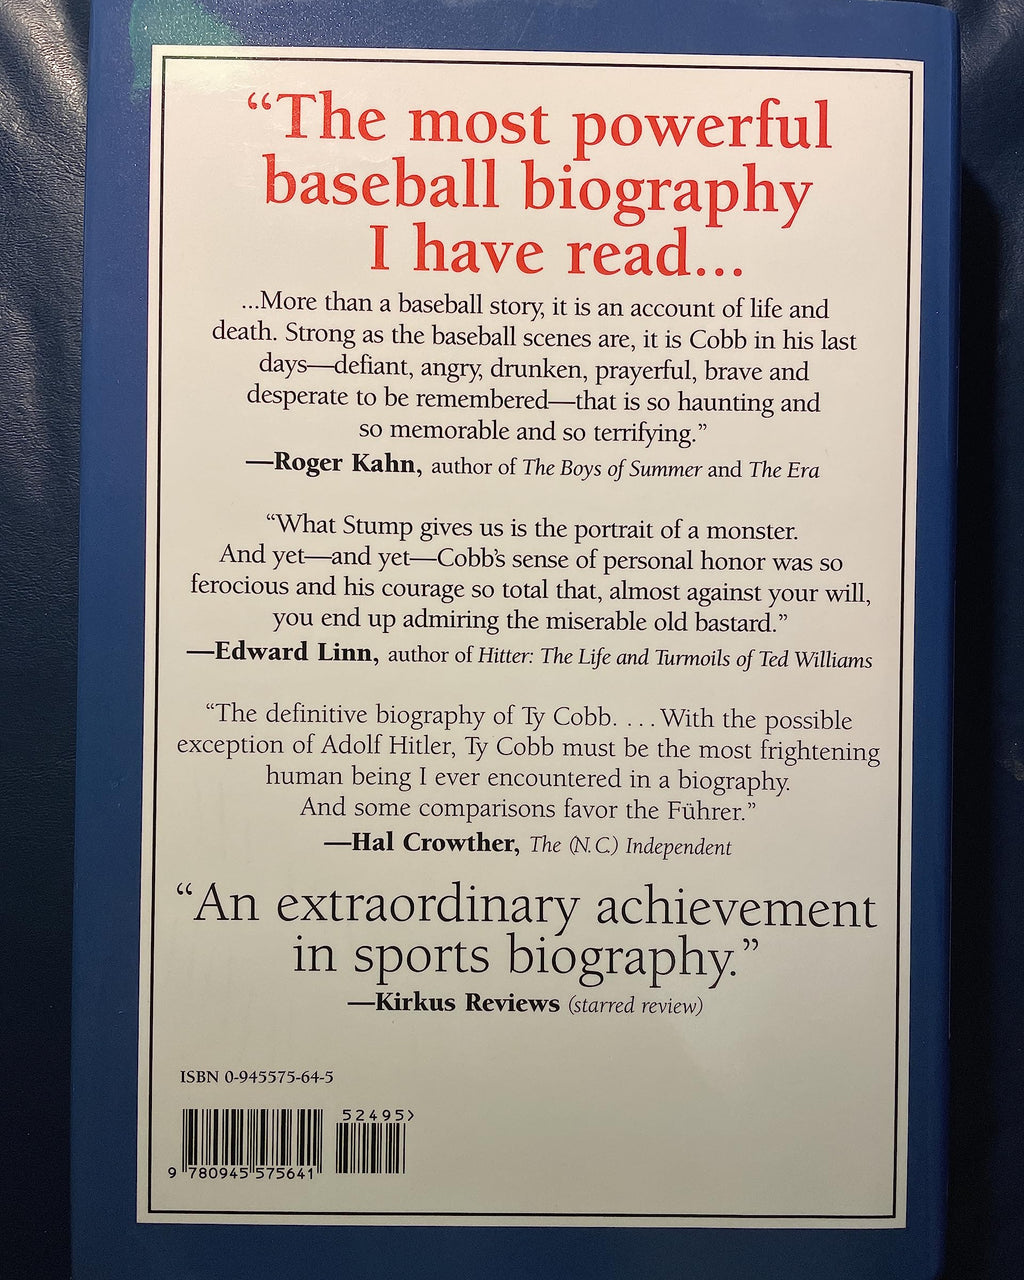 “The most powerful
baseball biography
I have read...
...More than a baseball story, it is an account of life and
death. Strong as the baseball scenes are, it is Cobb in his last
days—defiant, angry, drunken, prayerful, brave and
desperate to be remembered—that is so haunting and
so memorable and so terrifying.”
—Roger Kahn, author of The Boys of Summer and The Era
“What Stump gives us is the portrait of a monster.
And yet—and yet—Cobb’s sense of personal honor was so
ferocious and his courage so total that, almost against your will,
you end up admiring the miserable old bastard.”
—Edward Linn, author of Hitter: The Life and Turmoils of Ted Williams
“The definitive biography of Ty Cobb. . . . With the possible
exception of Adolf Hitler, Ty Cobb must be the most frightening
human being I ever encountered in a biography.
And some comparisons favor the Führer.”
—Hal Crowther, The (N.C.) Independent
“An extraordinary achievement
in sports biography.”
—Kirkus Reviews (starred review)
ISBN 0-945575-64-5
52495>
9 780945 575641